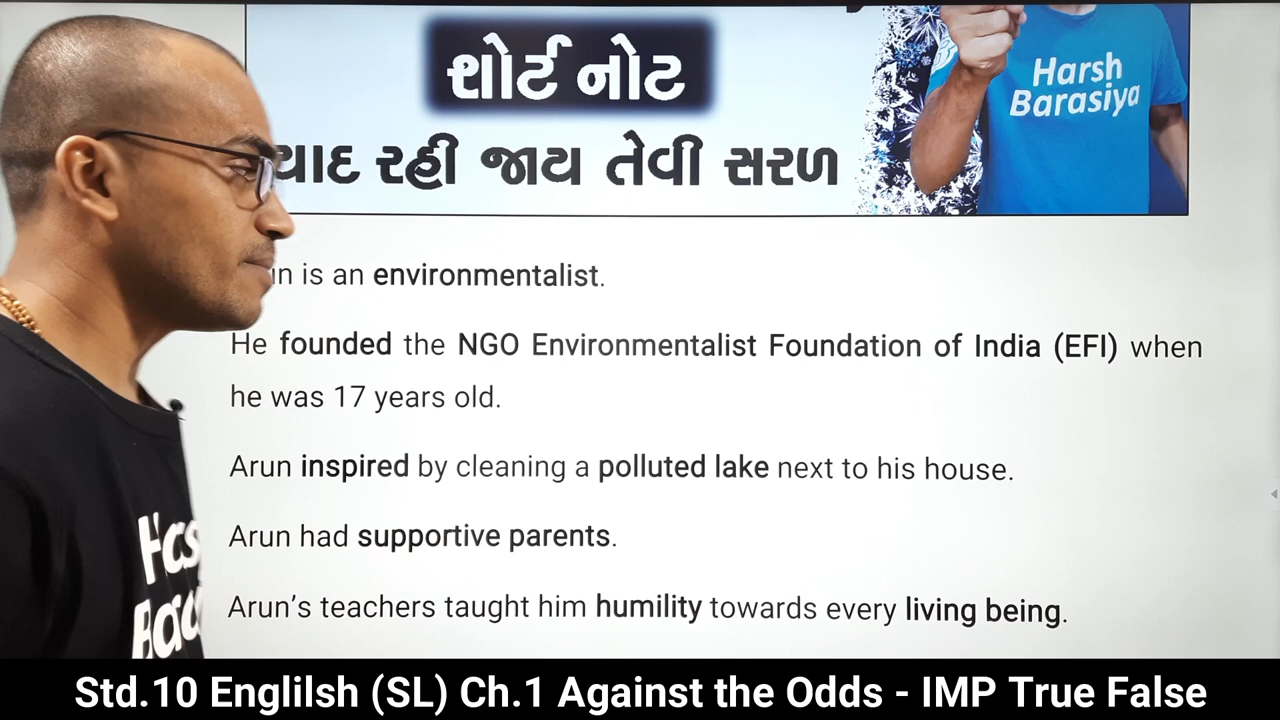 શોર્ટ નોટ
Harsh
Barasiya
યાદ રહી જાય તેવી સરળ
is an environmentalist.
He founded the NGO Environmentalist Foundation of India (EFI) when
he was 17 years old.
Arun inspired by cleaning a polluted lake next to his house.
Arun had supportive parents.
Arun's teachers taught him humility towards every living being.
Std.10 Englilsh (SL) Ch.1 Against the Odds - IMP True False